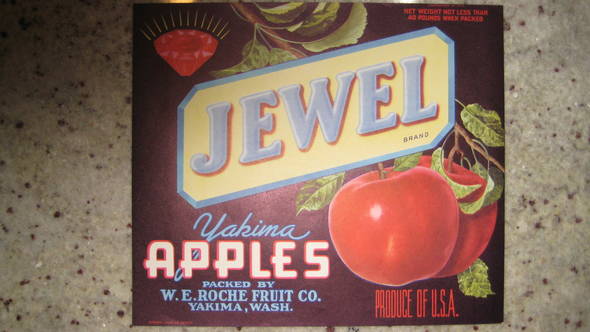 NET WEIGHT NOT LESS THAN
40 POUNDS WHEN PACKED
JEWEL
BRAND
Yakima
APPLES
PACKED BY
W. E. ROCHE FRUIT CO.
YAKIMA, WASH.
PRODUCE OF U.S.A.